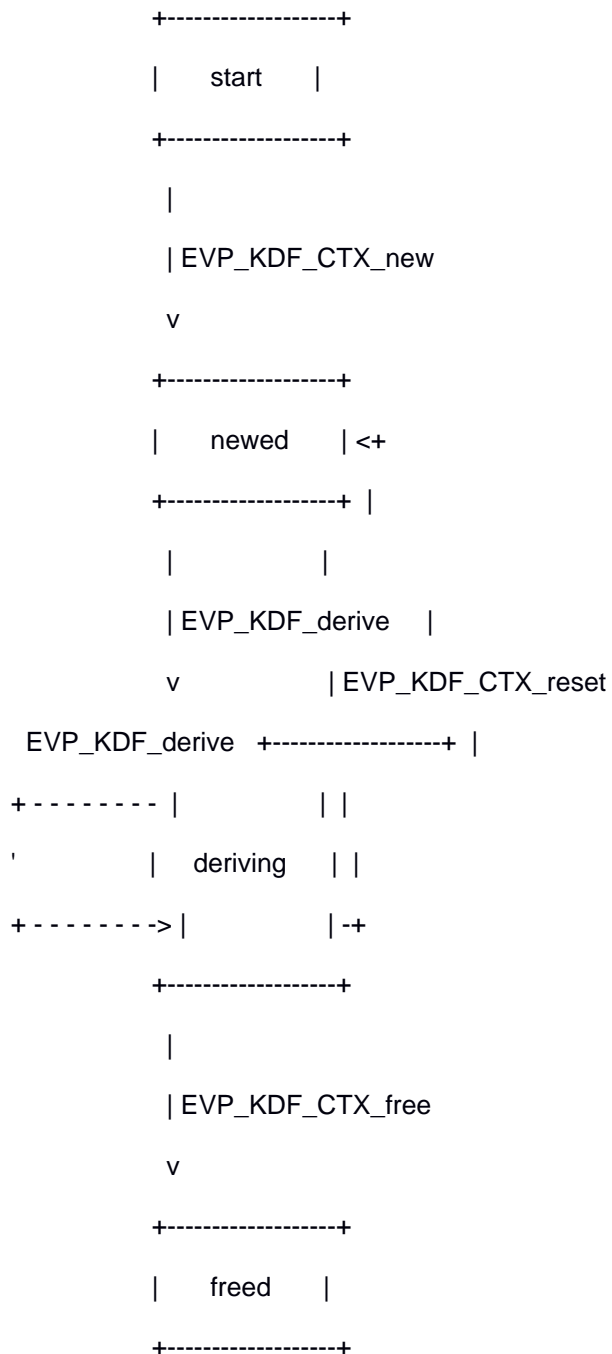 +-------------------+
|       start       |
+-------------------+
|
| EVP_KDF_CTX_new
v
+-------------------+
|       newed       | <+
+-------------------+  |
|                      |
| EVP_KDF_derive       |
v                      | EVP_KDF_CTX_reset
EVP_KDF_derive   +-------------------+  |
+ - - - - - - - -  |                   |  |
'                  |     deriving      |  |
+ - - - - - - - -> |                   | -+
+-------------------+
|
| EVP_KDF_CTX_free
v
+-------------------+
|       freed       |
+-------------------+